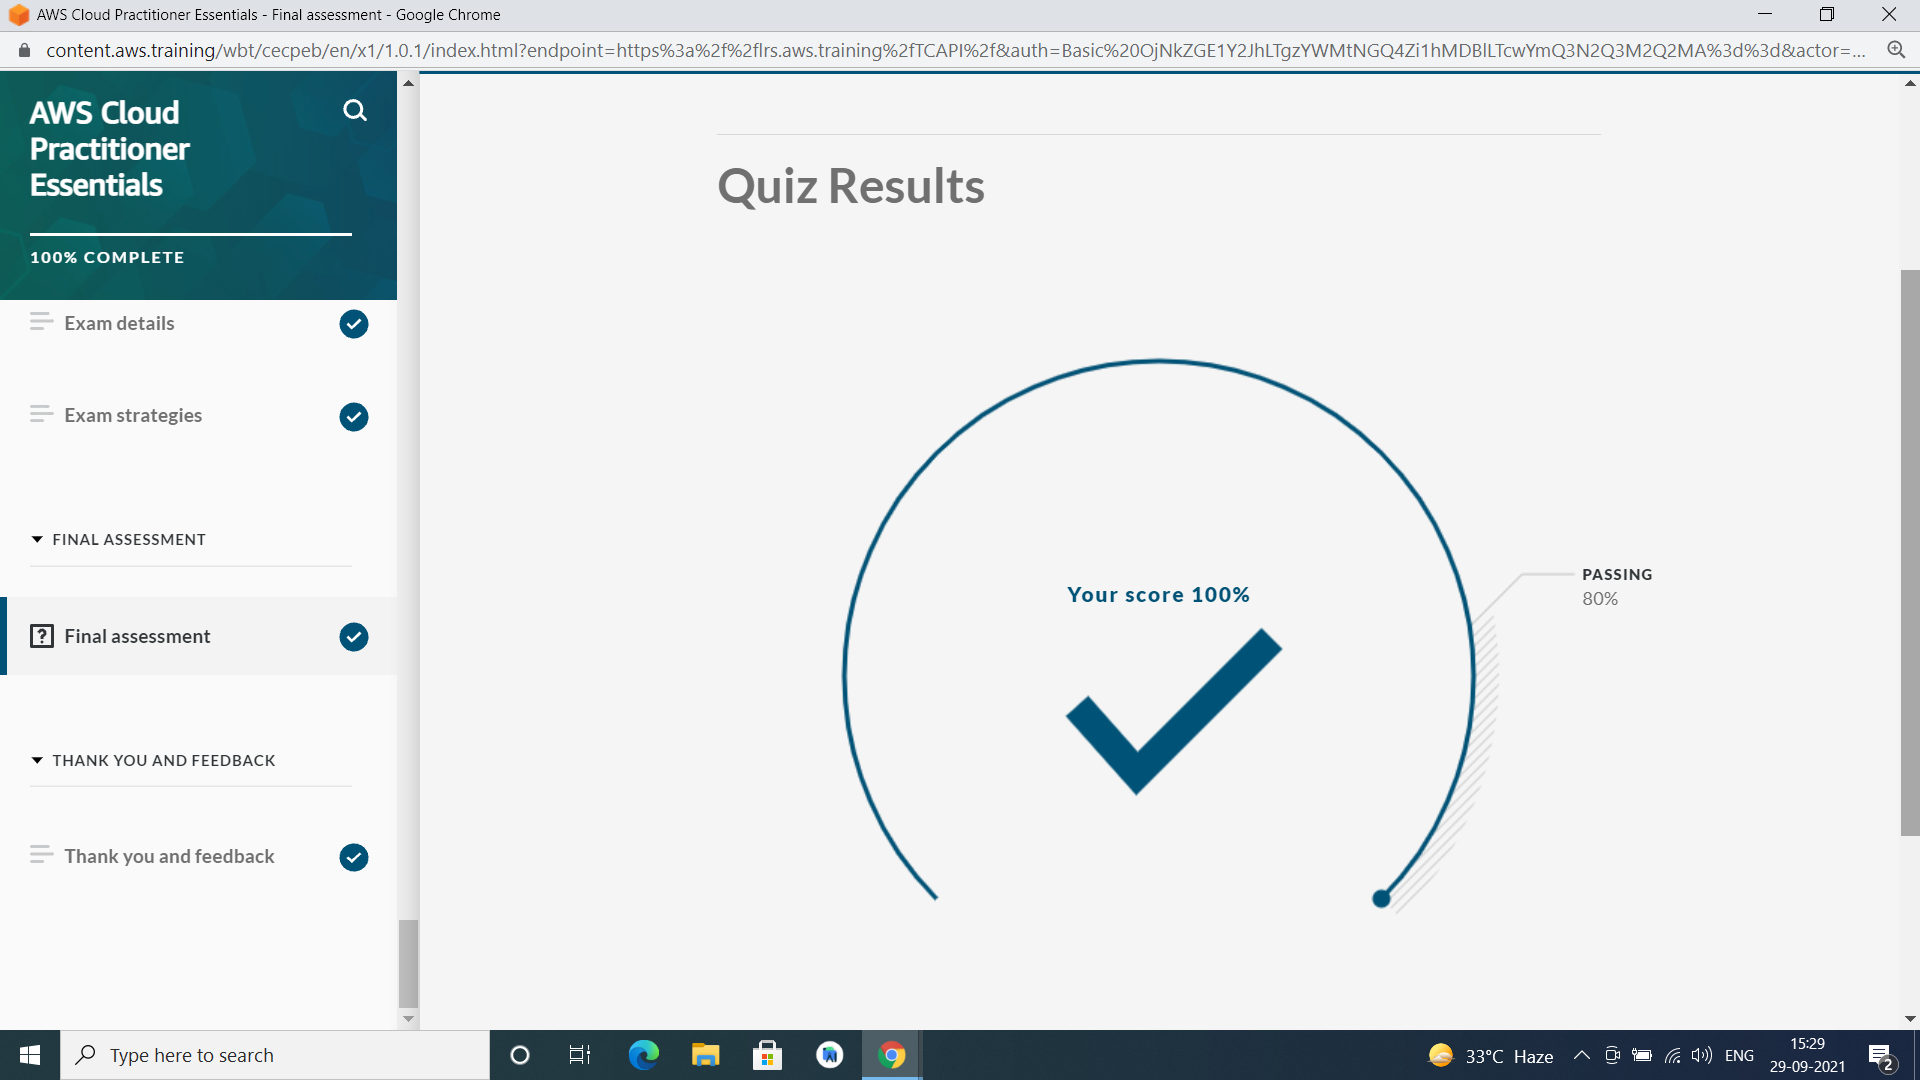 AWS Cloud Practitioner Essentials - Final assessment - Google Chrome
content.aws.training/wbt/cecpeb/en/x1/1.0.1/index.html?endpoint=https%3a%2f%2flrs.aws.training%2fTCAPI%2f&auth=Basic%20OjNkZGE1Y2JhLTgzYWMtNGQ4Zi1hMDBlLTcwYmQ3N2Q3M2Q2MA%3d%3d&actor=...
AWS Cloud
Practitioner
Essentials
100% COMPLETE
Exam details
Exam strategies
FINAL ASSESSMENT
Final assessment
THANK YOU AND FEEDBACK
Thank you and feedback
Quiz Results
Your score 100%
PASSING
80%
Type here to search
33°C Haze
ENG
15:29
29-09-2021
2